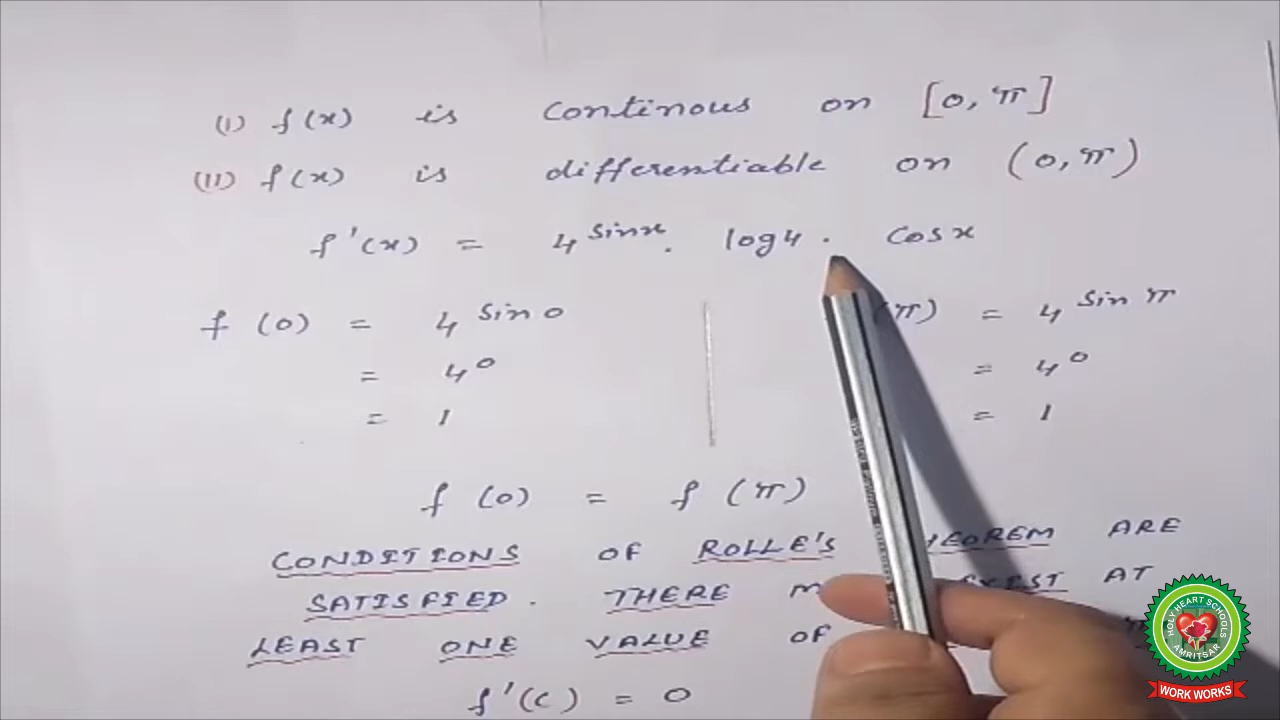 (I) f(x) is continous on [0, π]
(II) f(x) is differentiable on (0, π)
f'(x) = 4^sinx . log4 . cosx
f(0) = 4^sin0
= 4^0
= 1
(π) = 4^sin π
= 4^0
= 1
f(0) = f(π)
CONDITIONS OF ROLLE'S THEOREM ARE
SATISFIED. THERE EXIST AT
LEAST ONE VALUE OF
f'(c) = 0
HOLY HEART SCHOOLS
AMRITSAR
WORK WORKS